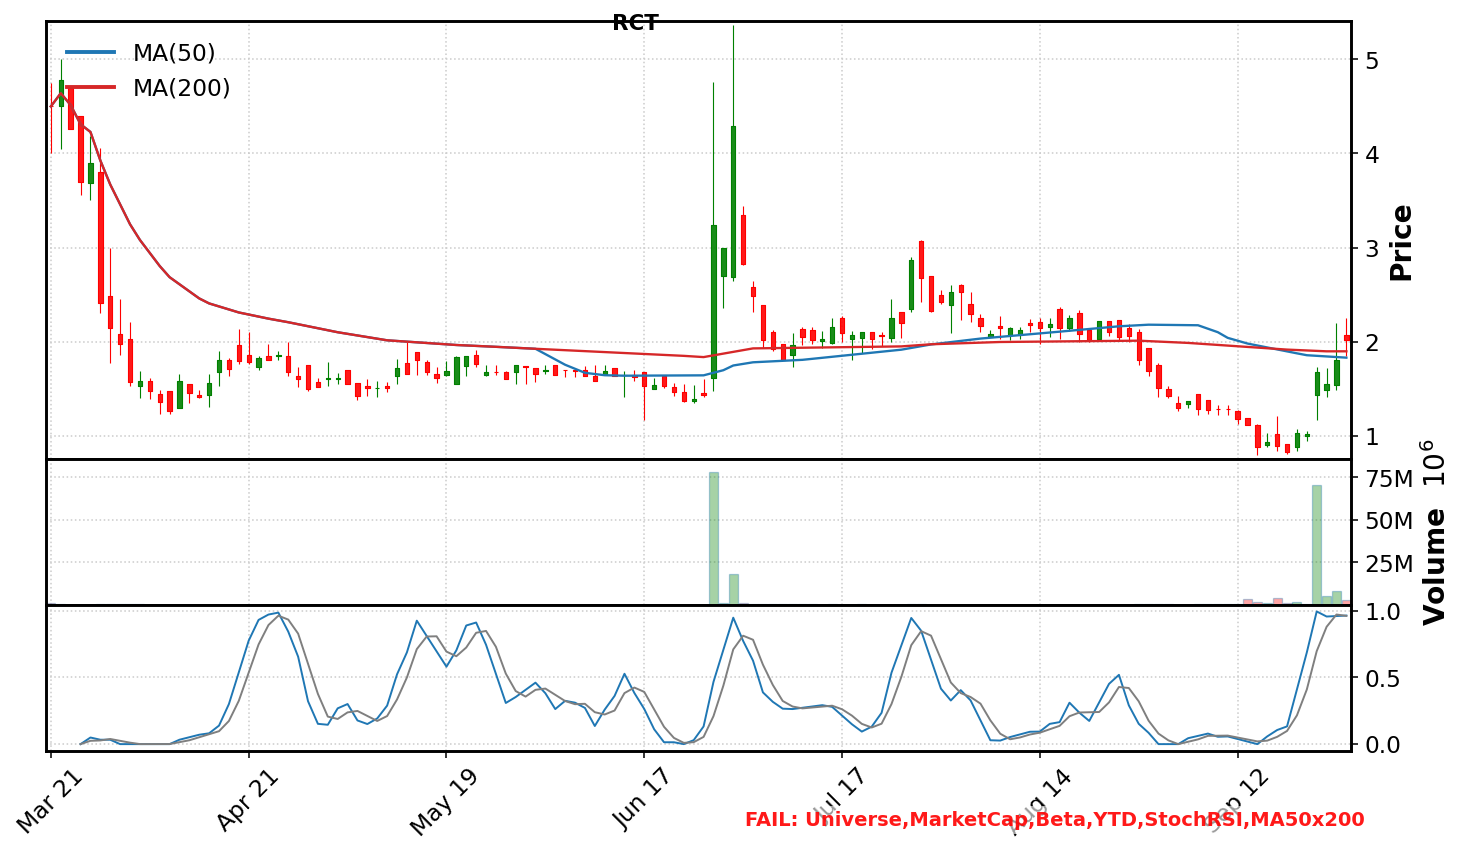 RCT
MA(50)
MA(200)
5
4
3
2
1
Price
75M
50M
25M
Volume 10^6
1.0
0.5
0.0
Mar 21
Apr 21
May 19
Jun 17
Jul 17
Aug 14
Sep 12
FAIL: Universe,MarketCap,Beta,YTD,StochRSI,MA50x200